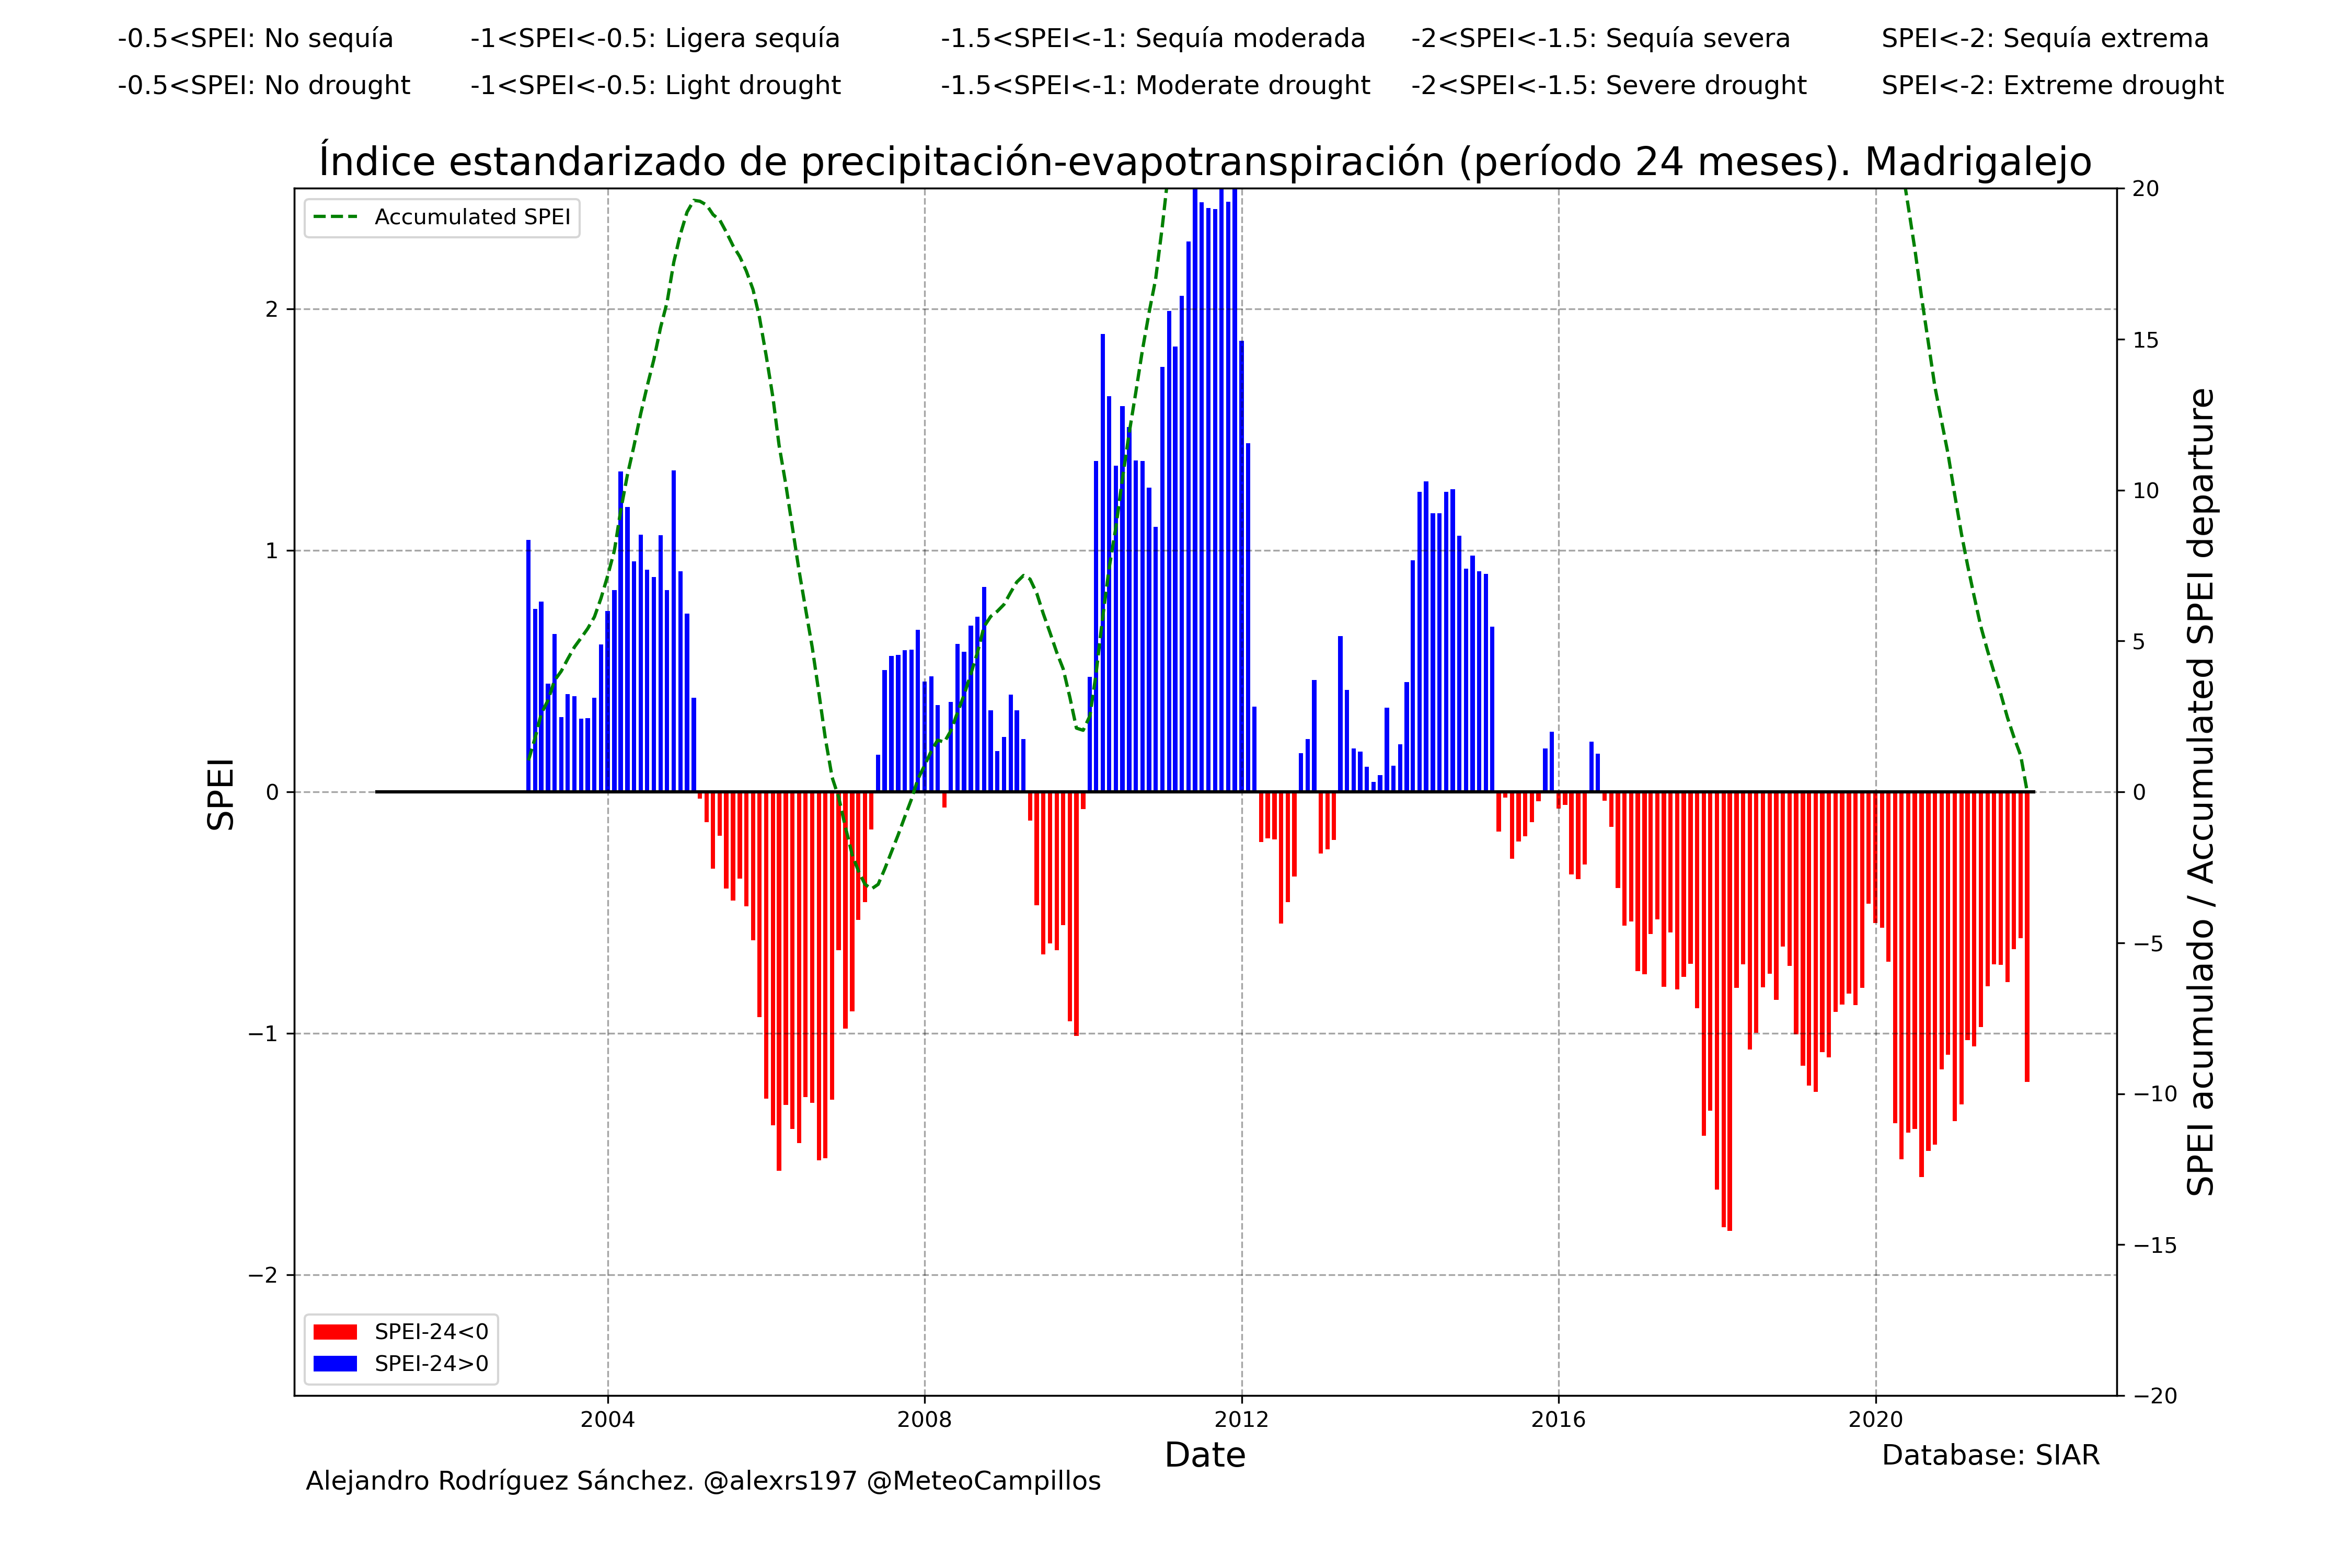 -0.5<SPEI: No sequía -1<SPEI<-0.5: Ligera sequía -1.5<SPEI<-1: Sequía moderada -2<SPEI<-1.5: Sequía severa SPEI<-2: Sequía extrema
-0.5<SPEI: No drought -1<SPEI<-0.5: Light drought -1.5<SPEI<-1: Moderate drought -2<SPEI<-1.5: Severe drought SPEI<-2: Extreme drought
Índice estandarizado de precipitación-evapotranspiración (período 24 meses). Madrigalejo
Accumulated SPEI
SPEI
2
1
0
−1
−2
20
15
10
5
0
−5
−10
−15
−20
SPEI acumulado / Accumulated SPEI departure
SPEI-24<0
SPEI-24>0
2004 2008 2012 2016 2020
Date
Database: SIAR
Alejandro Rodríguez Sánchez. @alexrs197 @MeteoCampillos